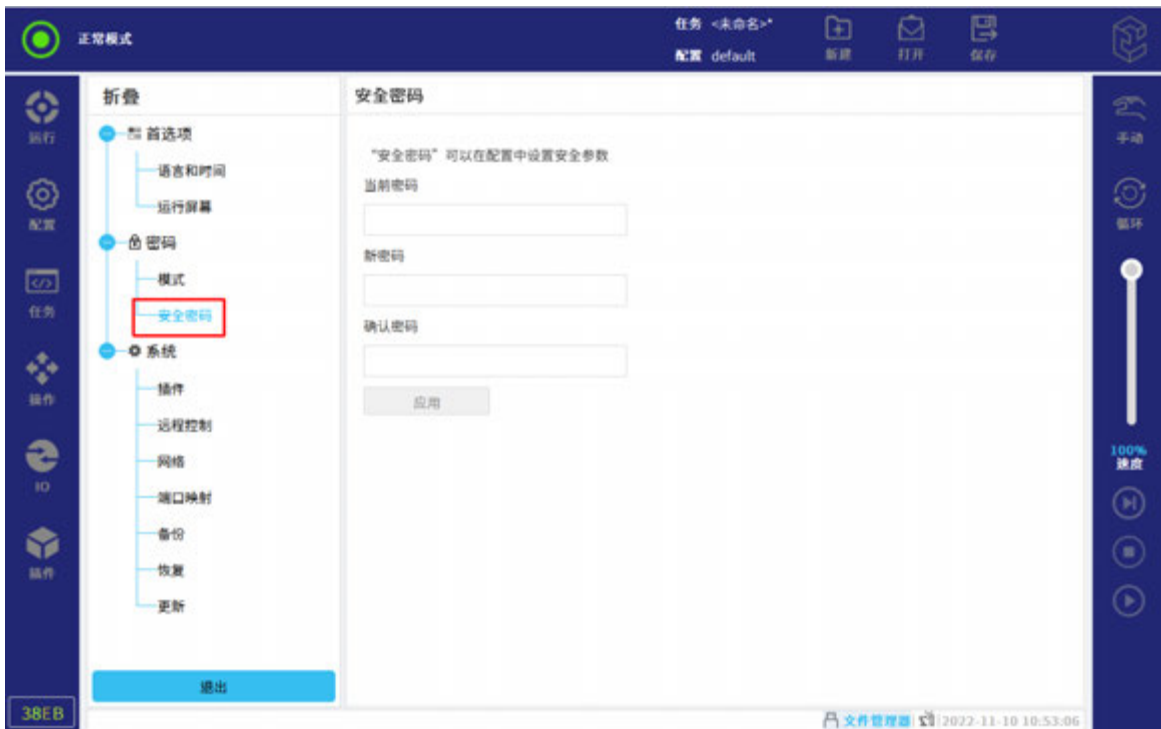 正常模式
任务 <未命名>*
配置 default
新建
打开
保存
运行
配置
任务
操作
IO
插件
38EB
折叠
首选项
语言和时间
运行屏幕
密码
模式
安全密码
系统
插件
远程控制
网络
端口映射
备份
恢复
更新
退出
安全密码
“安全密码”可以在配置中设置安全参数
当前密码
新密码
确认密码
应用
手动
循环
100%
速度
文件管理器
2022-11-10 10:53:06